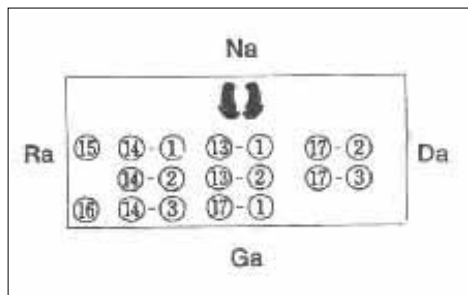 Na
Ra ⑮ ⑭-① ⑬-① ⑰-② Da
⑭-② ⑬-② ⑰-③
⑯ ⑭-③ ⑰-①
Ga